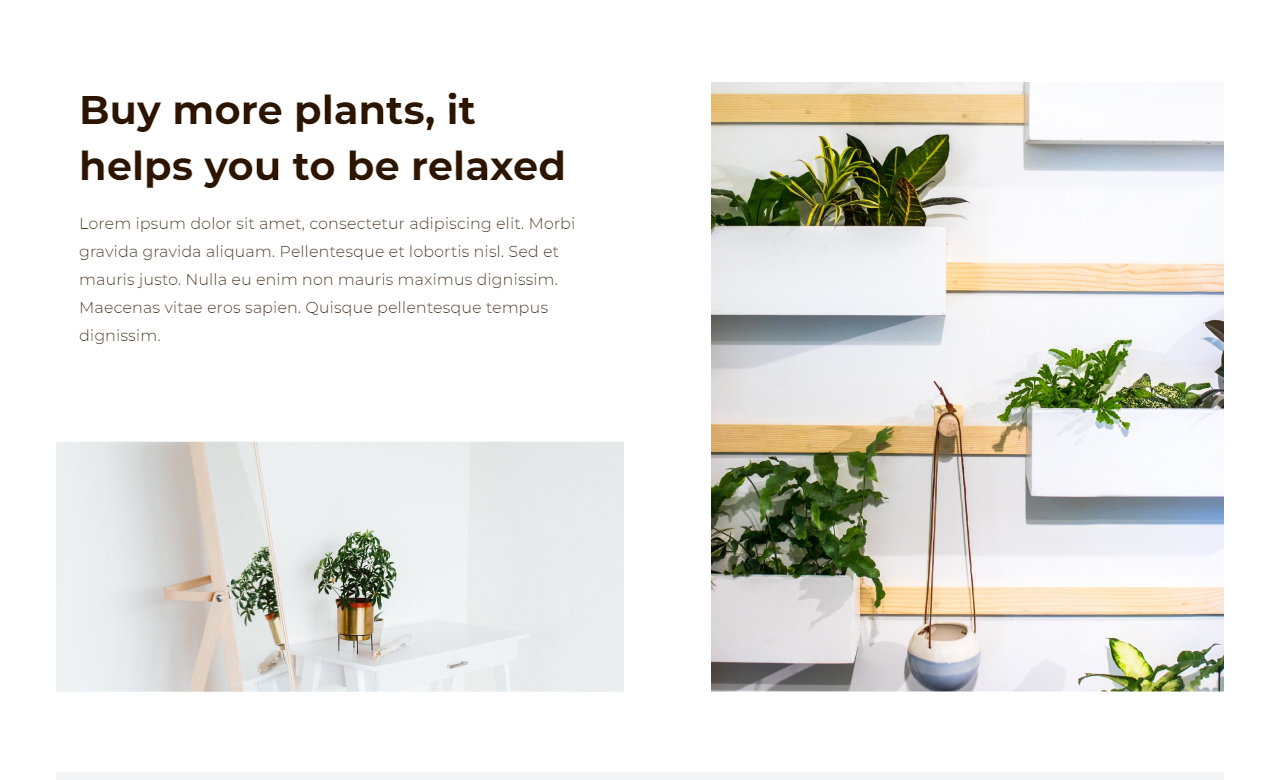 Buy more plants, it
helps you to be relaxed
Lorem ipsum dolor sit amet, consectetur adipiscing elit. Morbi
gravida gravida aliquam. Pellentesque et lobortis nisl. Sed et
mauris justo. Nulla eu enim non mauris maximus dignissim.
Maecenas vitae eros sapien. Quisque pellentesque tempus
dignissim.